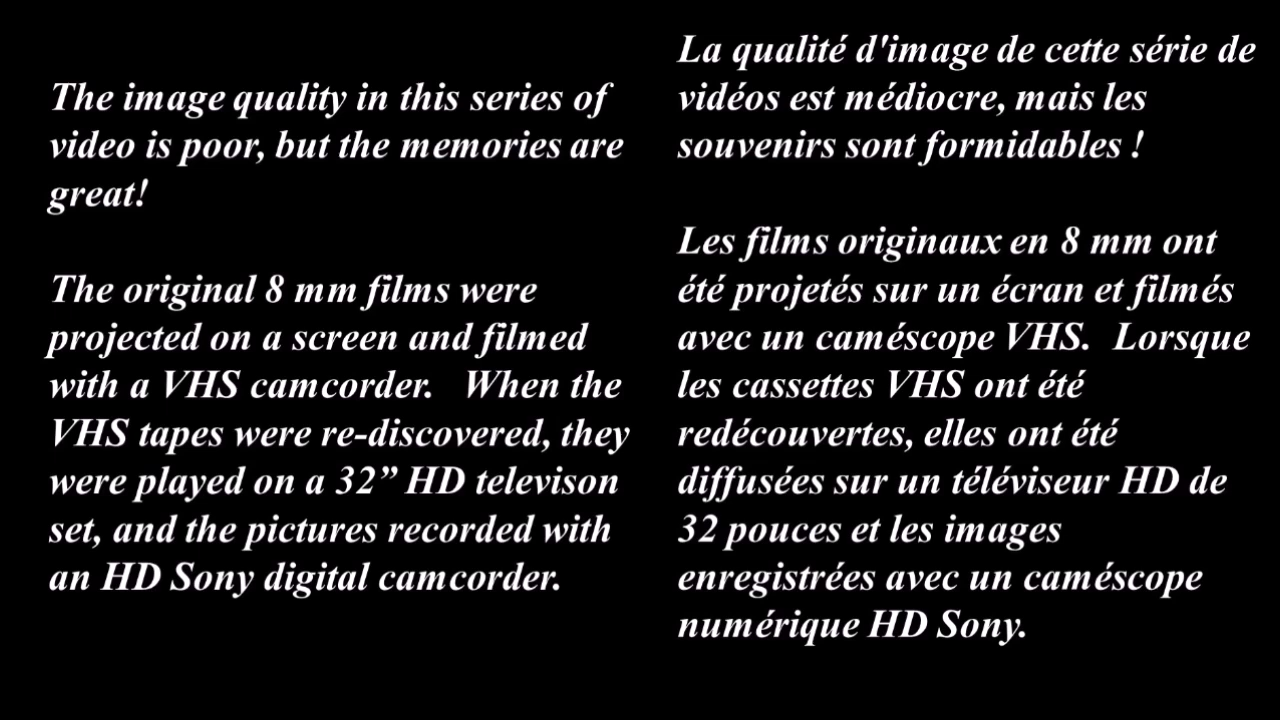 The image quality in this series of
video is poor, but the memories are
great!
The original 8 mm films were
projected on a screen and filmed
with a VHS camcorder.   When the
VHS tapes were re-discovered, they
were played on a 32” HD televison
set, and the pictures recorded with
an HD Sony digital camcorder.
La qualité d'image de cette série de
vidéos est médiocre, mais les
souvenirs sont formidables !
Les films originaux en 8 mm ont
été projetés sur un écran et filmés
avec un caméscope VHS.  Lorsque
les cassettes VHS ont été
redécouvertes, elles ont été
diffusées sur un téléviseur HD de
32 pouces et les images
enregistrées avec un caméscope
numérique HD Sony.